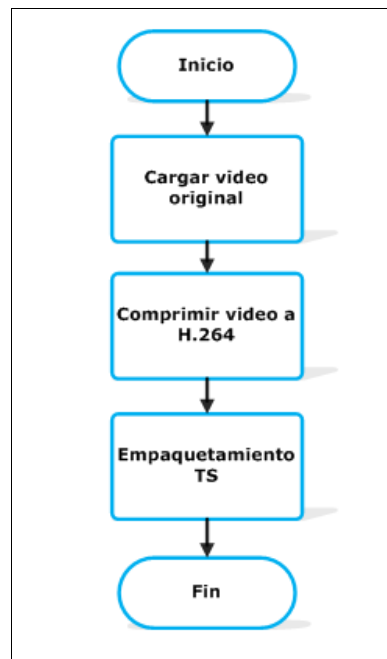 Inicio
Cargar video
original
Comprimir video a
H.264
Empaquetamiento
TS
Fin